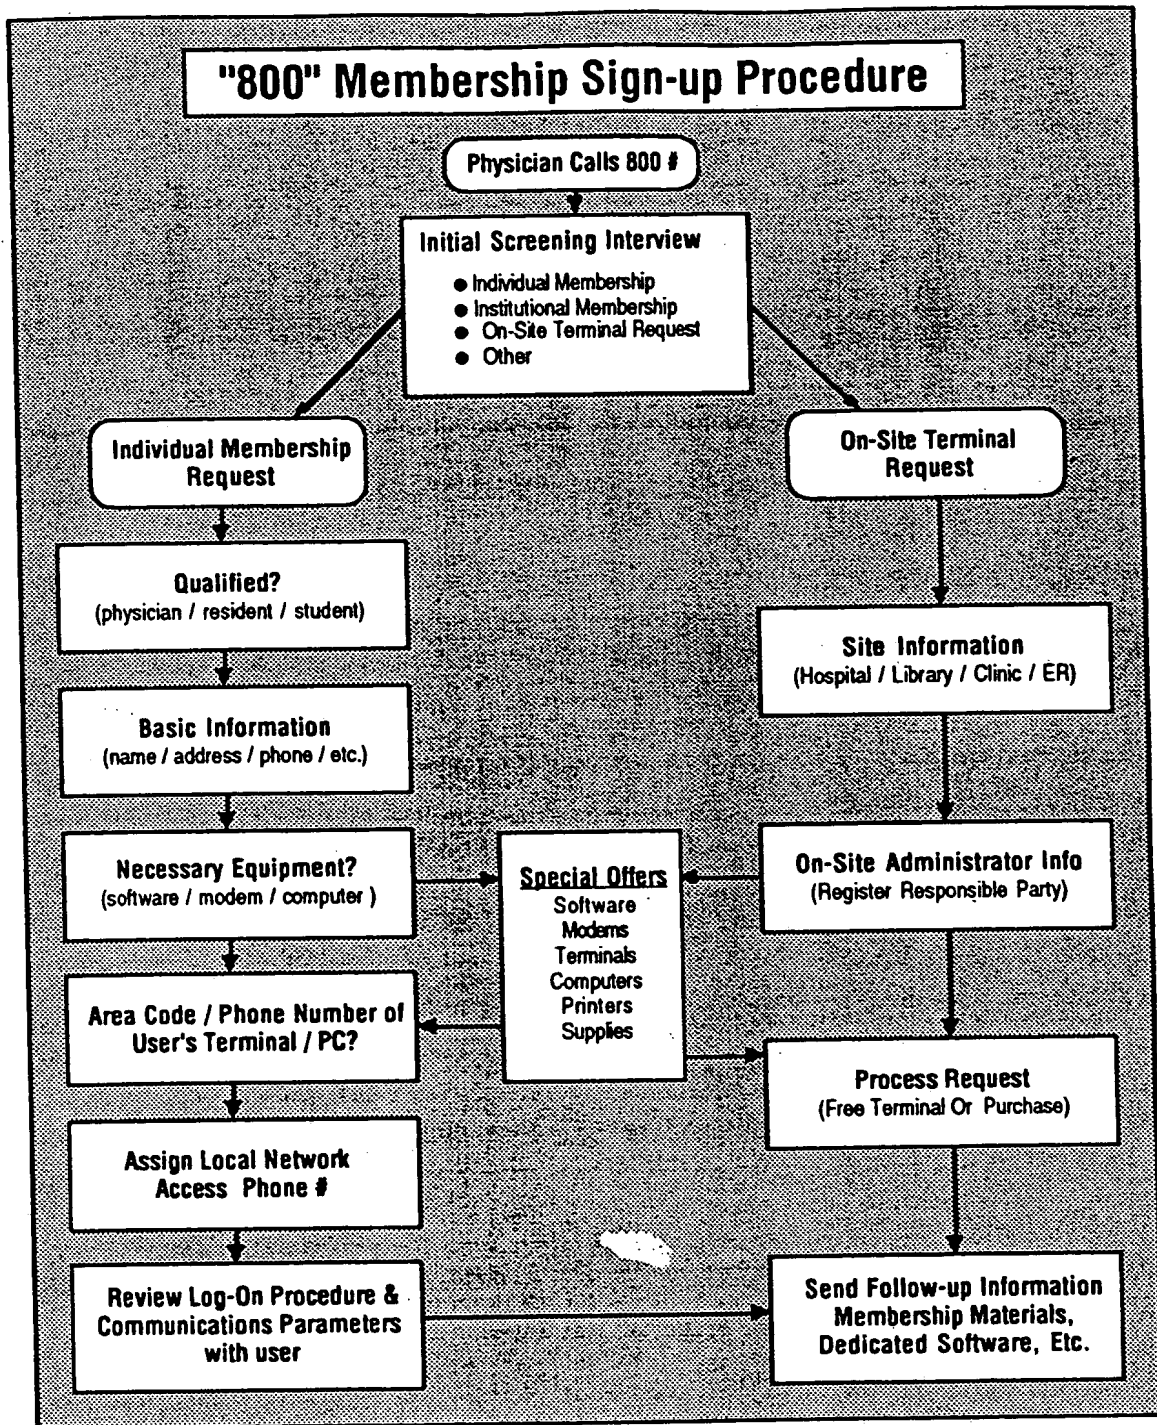 "800" Membership Sign-up Procedure
Physician Calls 800 #
Initial Screening Interview
● Individual Membership
● Institutional Membership
● On-Site Terminal Request
● Other
Individual Membership
Request
Qualified?
(physician / resident / student)
Basic Information
(name / address / phone / etc.)
Necessary Equipment?
(software / modem / computer )
Area Code / Phone Number of
User's Terminal / PC?
Assign Local Network
Access Phone #
Review Log-On Procedure &
Communications Parameters
with user
Special Offers
Software
Modems
Terminals
Computers
Printers
Supplies
On-Site Terminal
Request
Site Information
(Hospital / Library / Clinic / ER)
On-Site Administrator Info
(Register Responsible Party)
Process Request
(Free Terminal Or Purchase)
Send Follow-up Information
Membership Materials,
Dedicated Software, Etc.